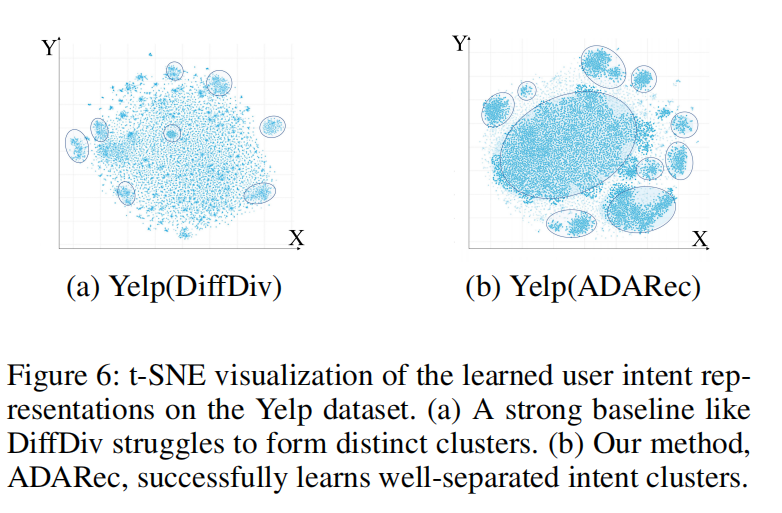 Y
X
(a) Yelp(DiffDiv)
Y
X
(b) Yelp(ADARec)
Figure 6: t-SNE visualization of the learned user intent rep-
resentations on the Yelp dataset. (a) A strong baseline like
DiffDiv struggles to form distinct clusters. (b) Our method,
ADARec, successfully learns well-separated intent clusters.